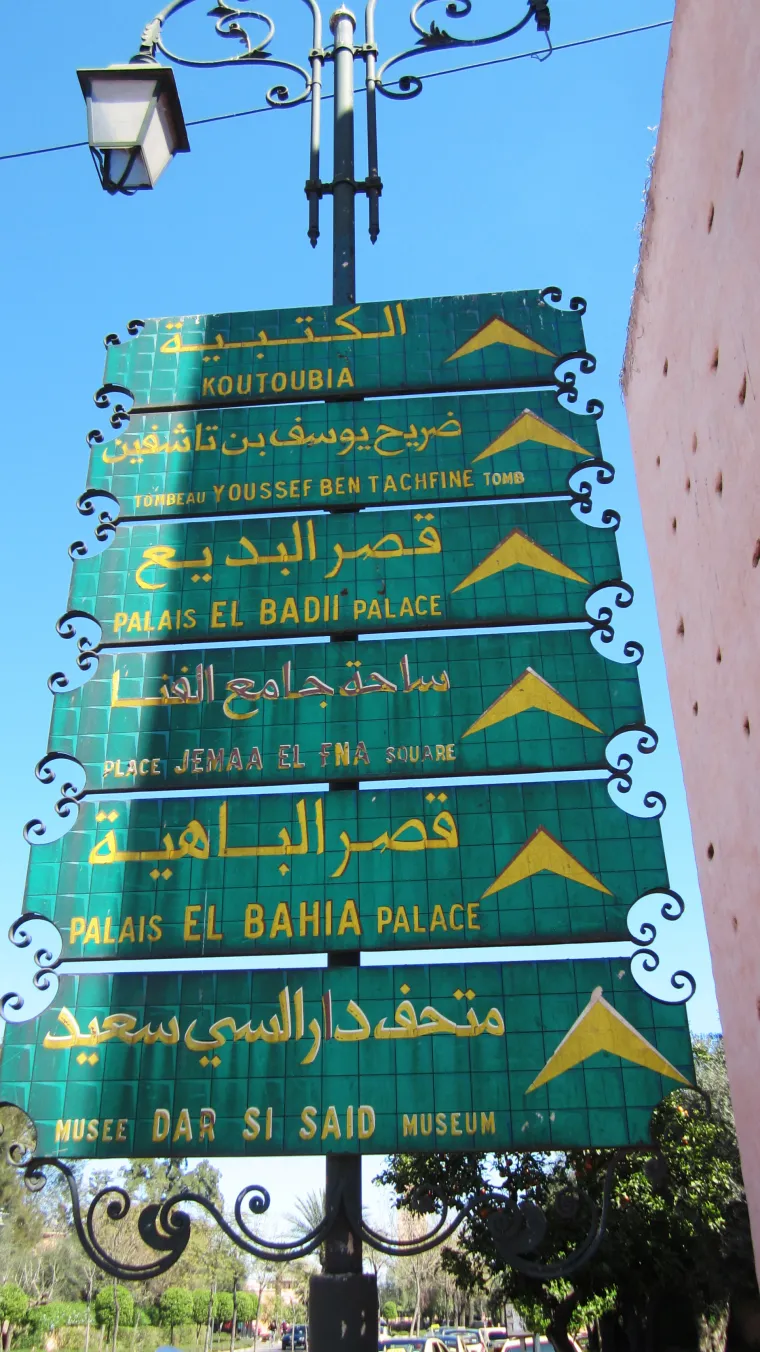 الكتبية
KOUTOUBIA
ضريح يوسف بن تاشفين
TOMBEAU YOUSSEF BEN TACHFINE TOMB
قصر البديع
PALAIS EL BADII PALACE
ساحة جامع الفنا
PLACE JEMAA EL FNA SQUARE
قصر الباهية
PALAIS EL BAHIA PALACE
متحف دار السي سعيد
MUSEE DAR SI SAID MUSEUM